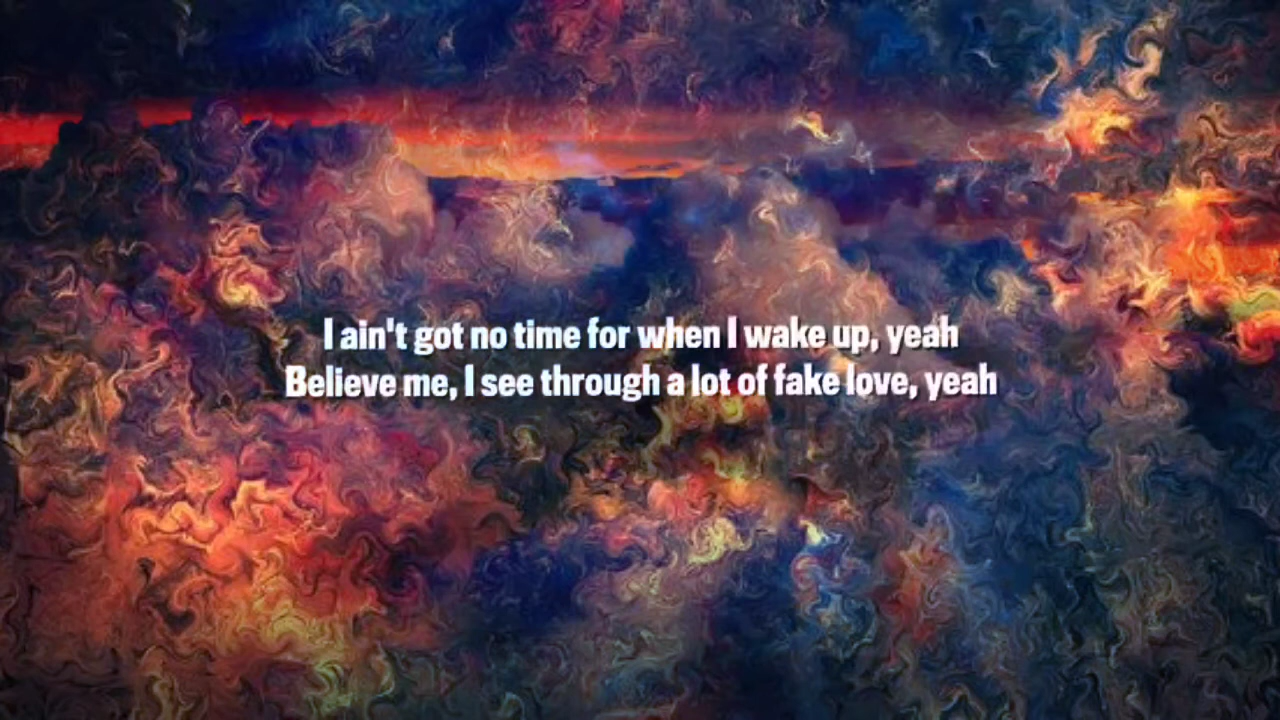 I ain't got no time for when I wake up, yeah
Believe me, I see through a lot of fake love, yeah